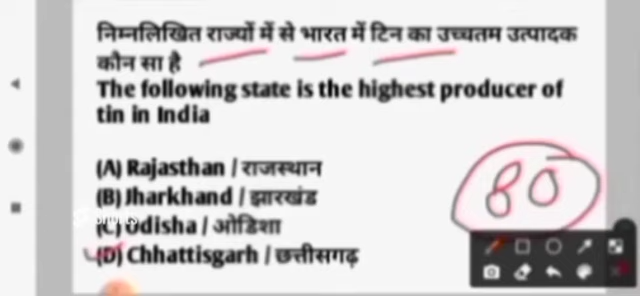 निम्नलिखित राज्यों में से भारत में टिन का उच्चतम उत्पादक
कौन सा है
The following state is the highest producer of
tin in India
(A) Rajasthan / राजस्थान
(B) Jharkhand / झारखंड
(C) Odisha / ओडिशा
(D) Chhattisgarh / छत्तीसगढ़
80